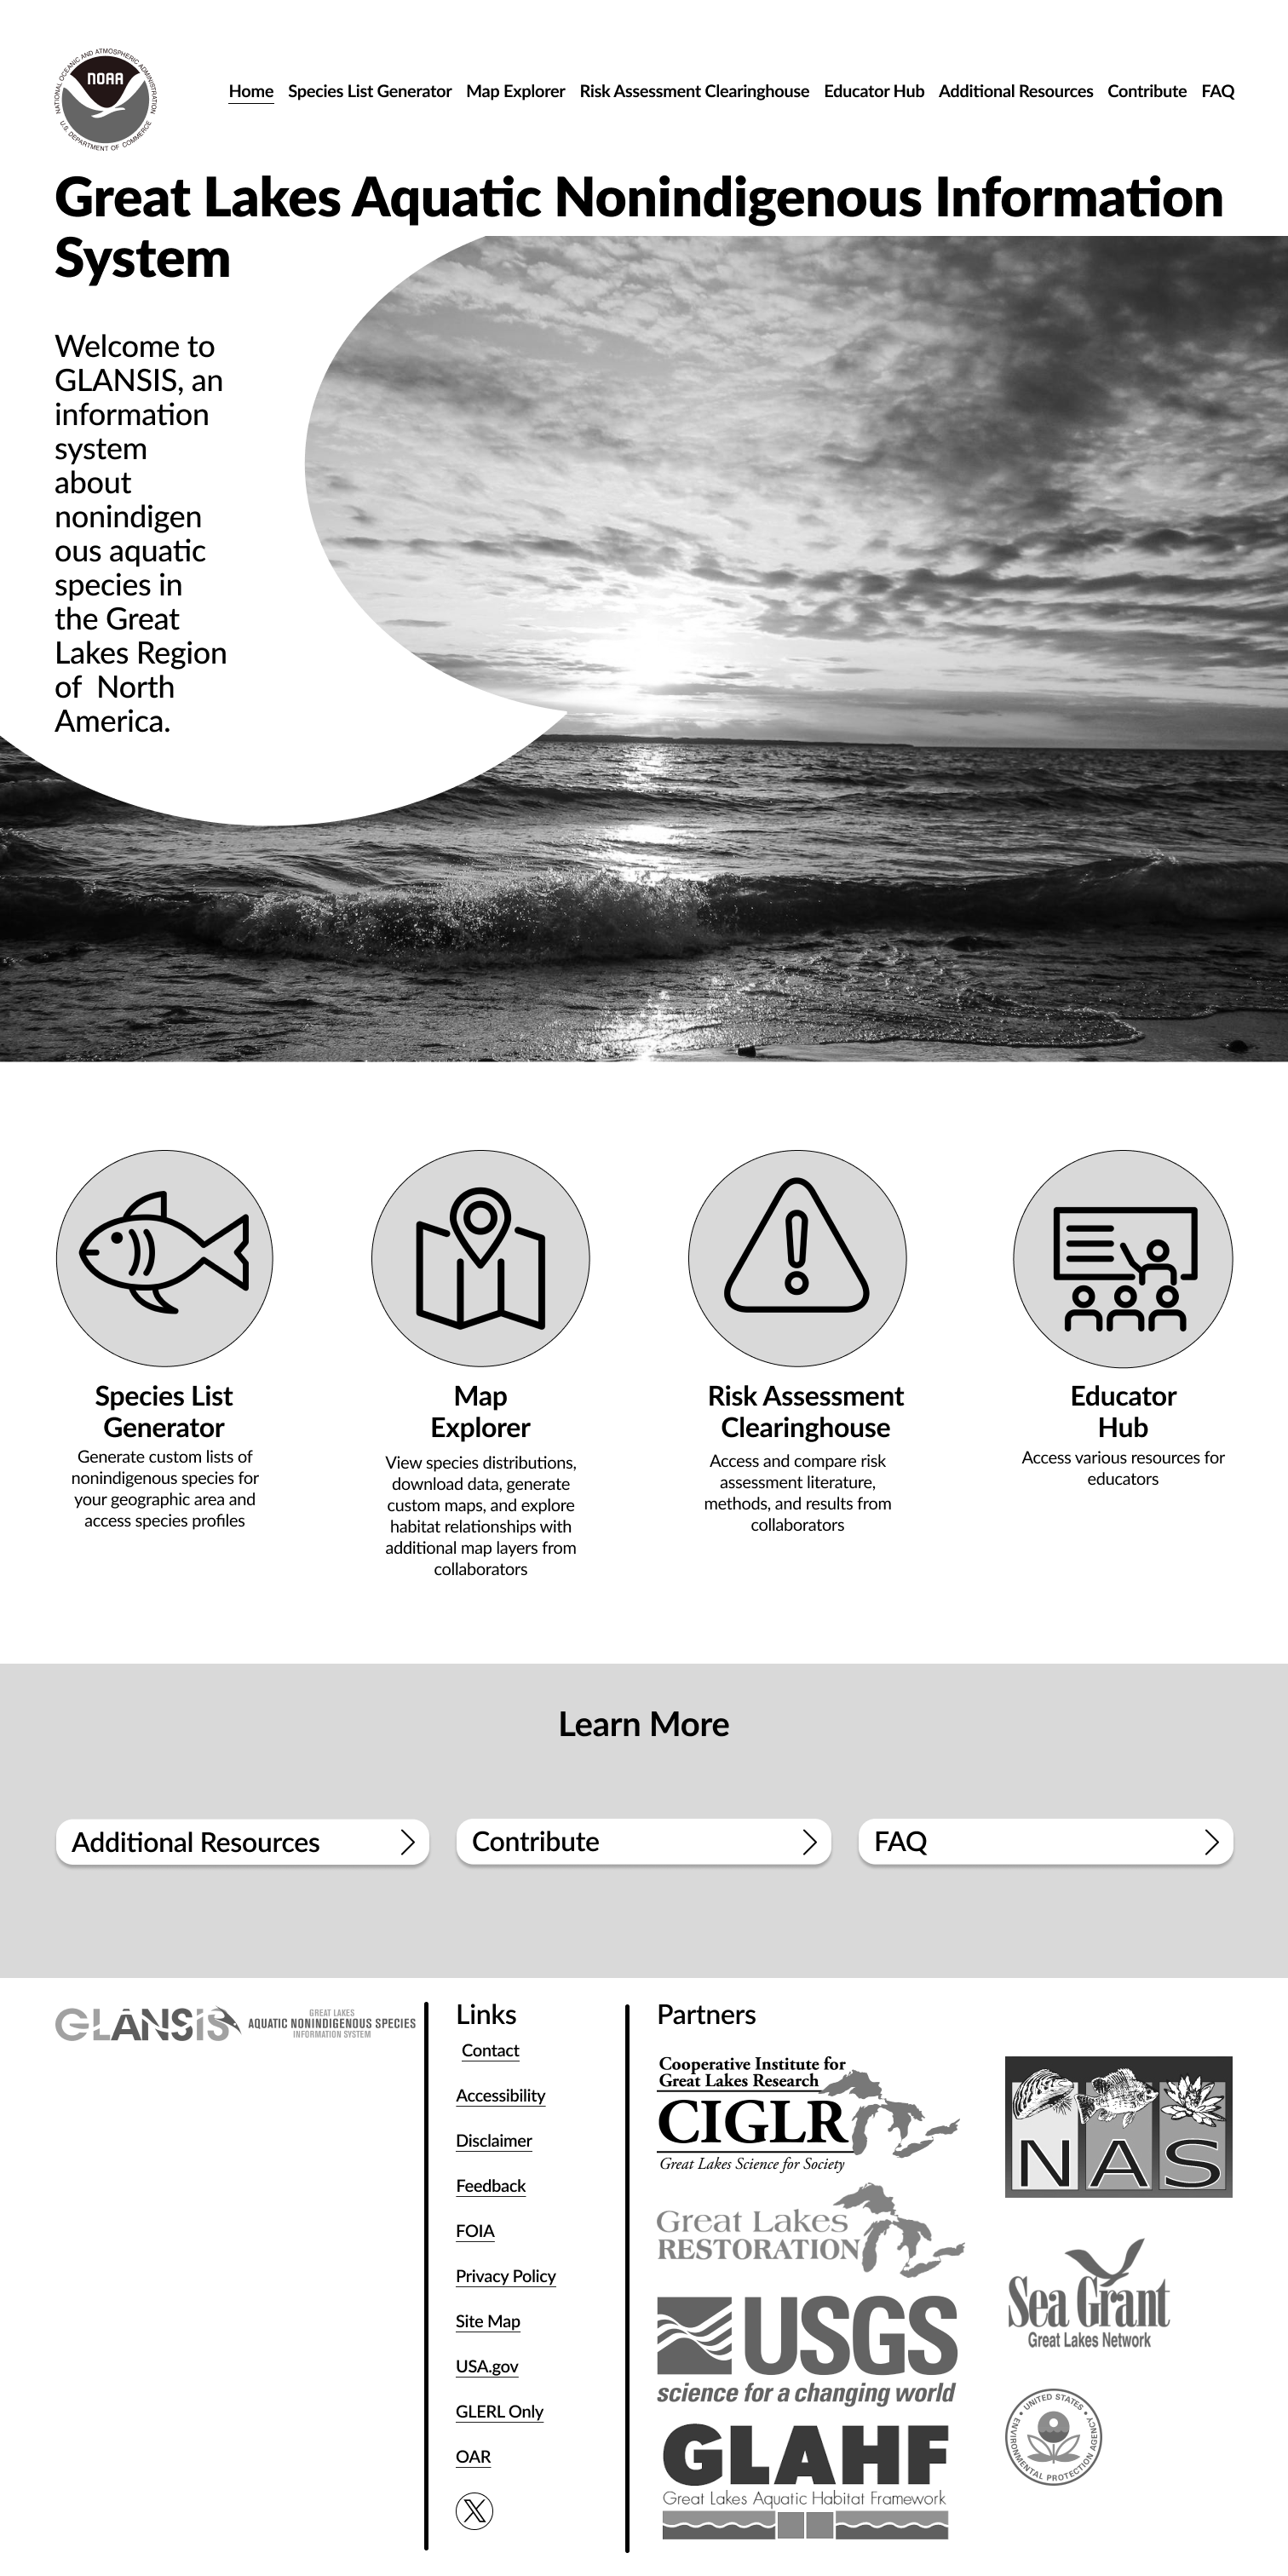 NATIONAL OCEANIC AND ATMOSPHERIC ADMINISTRATION
NOAA
U.S. DEPARTMENT OF COMMERCE
Home Species List Generator Map Explorer Risk Assessment Clearinghouse Educator Hub Additional Resources Contribute FAQ
Great Lakes Aquatic Nonindigenous Information
System
Welcome to
GLANSIS, an
information
system
about
nonindigen
ous aquatic
species in
the Great
Lakes Region
of  North
America.
Species List
Generator
Generate custom lists of
nonindigenous species for
your geographic area and
access species profiles
Map
Explorer
View species distributions,
download data, generate
custom maps, and explore
habitat relationships with
additional map layers from
collaborators
Risk Assessment
Clearinghouse
Access and compare risk
assessment literature,
methods, and results from
collaborators
Educator
Hub
Access various resources for
educators
Learn More
Additional Resources
Contribute
FAQ
GLANSIS
GREAT LAKES
AQUATIC NONINDIGENOUS SPECIES
INFORMATION SYSTEM
Links
Contact
Accessibility
Disclaimer
Feedback
FOIA
Privacy Policy
Site Map
USA.gov
GLERL Only
OAR
X
Partners
Cooperative Institute for
Great Lakes Research
CIGLR
Great Lakes Science for Society
Great Lakes
RESTORATION
USGS
science for a changing world
GLAHF
Great Lakes Aquatic Habitat Framework
NAS
Sea Grant
Great Lakes Network
UNITED STATES
ENVIRONMENTAL PROTECTION AGENCY